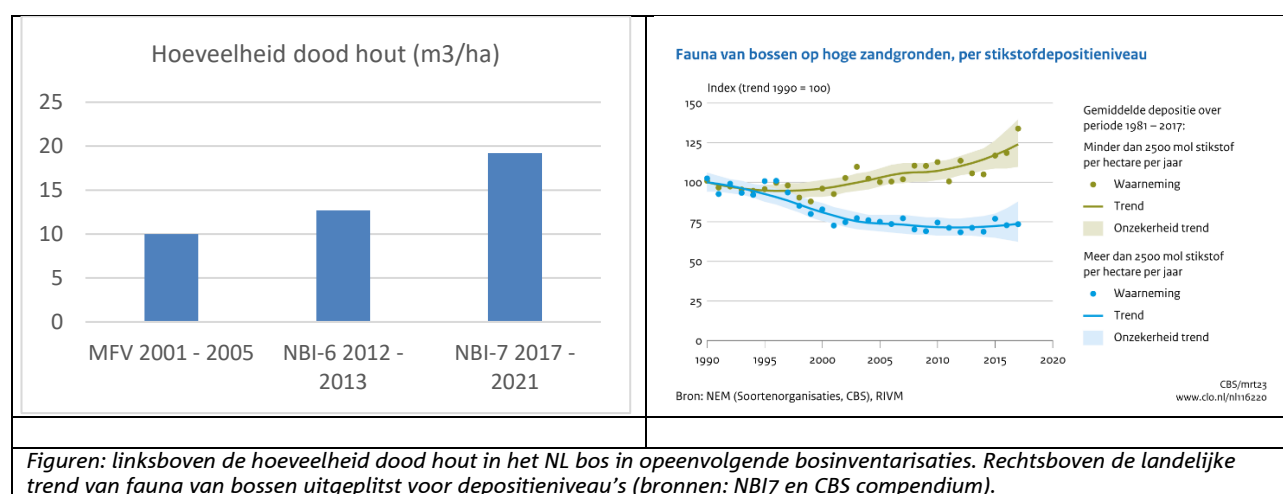 Hoeveelheid dood hout (m3/ha)
25
20
15
10
5
0
MFV 2001 - 2005
NBI-6 2012 -
2013
NBI-7 2017 -
2021
Fauna van bossen op hoge zandgronden, per stikstofdepositieniveau
Index (trend 1990 = 100)
150
125
100
75
50
25
0
1990 1995 2000 2005 2010 2015 2020
Gemiddelde depositie over
periode 1981 – 2017:
Minder dan 2500 mol stikstof
per hectare per jaar
Waarneming
Trend
Onzekerheid trend
Meer dan 2500 mol stikstof
per hectare per jaar
Waarneming
Trend
Onzekerheid trend
Bron: NEM (Soortenorganisaties, CBS), RIVM
CBS/mrt23
www.clo.nl/nl116220
Figuren: linksboven de hoeveelheid dood hout in het NL bos in opeenvolgende bosinventarisaties. Rechtsboven de landelijke
trend van fauna van bossen uitgeplitst voor depositieniveau's (bronnen: NBI7 en CBS compendium).